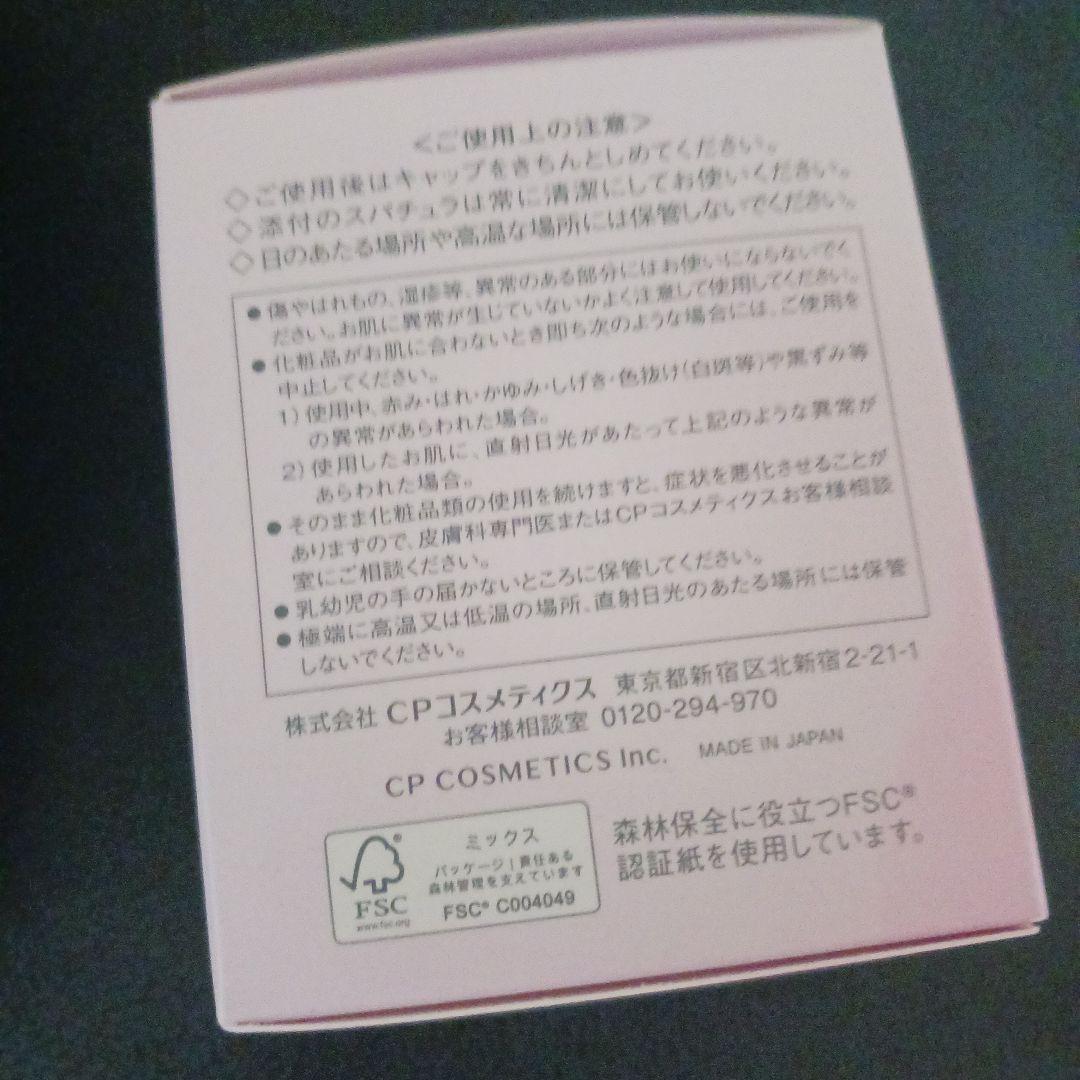 <ご使用上の注意>
◇ご使用後はキャップをきちんとしめてください。
◇添付のスパチュラは常に清潔にしてお使いください。
◇日のあたる場所や高温な場所には保管しないでください。
●傷やはれもの、湿疹等、異常のある部分にはお使いにならないでく
ださい。お肌に異常が生じていないかよく注意して使用してください。
●化粧品がお肌に合わないとき即ち次のような場合には、ご使用を
中止してください。
1)使用中、赤み・はれ・かゆみ・しげき・色抜け(白斑等)や黒ずみ等
の異常があらわれた場合。
2)使用したお肌に、直射日光があたって上記のような異常が
あらわれた場合。
●そのまま化粧品類の使用を続けますと、症状を悪化させることが
ありますので、皮膚科専門医またはCPコスメティクスお客様相談
室にご相談ください。
●乳幼児の手の届かないところに保管してください。
●極端に高温又は低温の場所、直射日光のあたる場所には保管
しないでください。
株式会社 CPコスメティクス 東京都新宿区北新宿2-21-1
お客様相談室 0120-294-970
CP COSMETICS Inc. MADE IN JAPAN
FSC®
www.fsc.org
ミックス
パッケージ|責任ある
森林管理を支えています
FSC® C004049
森林保全に役立つFSC®
認証紙を使用しています。